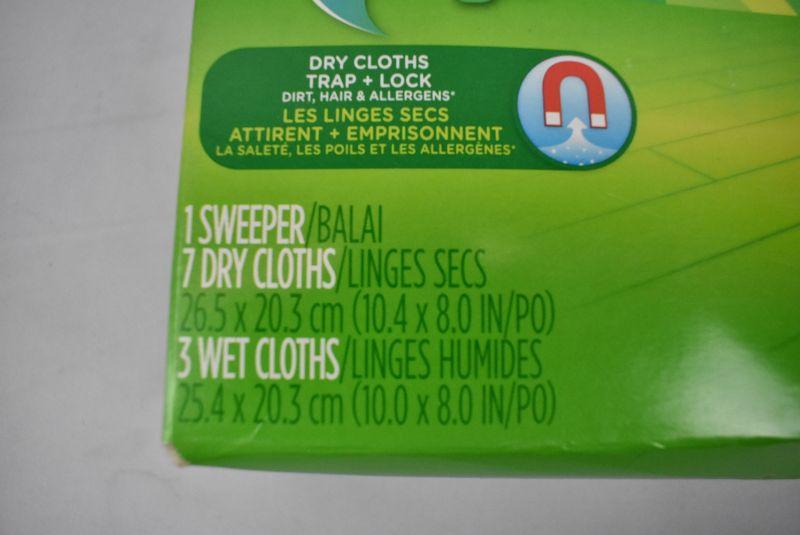 DRY CLOTHS
TRAP + LOCK
DIRT, HAIR & ALLERGENS*
LES LINGES SECS
ATTIRENT + EMPRISONNENT
LA SALETÉ, LES POILS ET LES ALLERGÈNES*
1 SWEEPER/BALAI
7 DRY CLOTHS/LINGES SECS
26.5 x 20.3 cm (10.4 x 8.0 IN/PO)
3 WET CLOTHS/LINGES HUMIDES
25.4 x 20.3 cm (10.0 x 8.0 IN/PO)